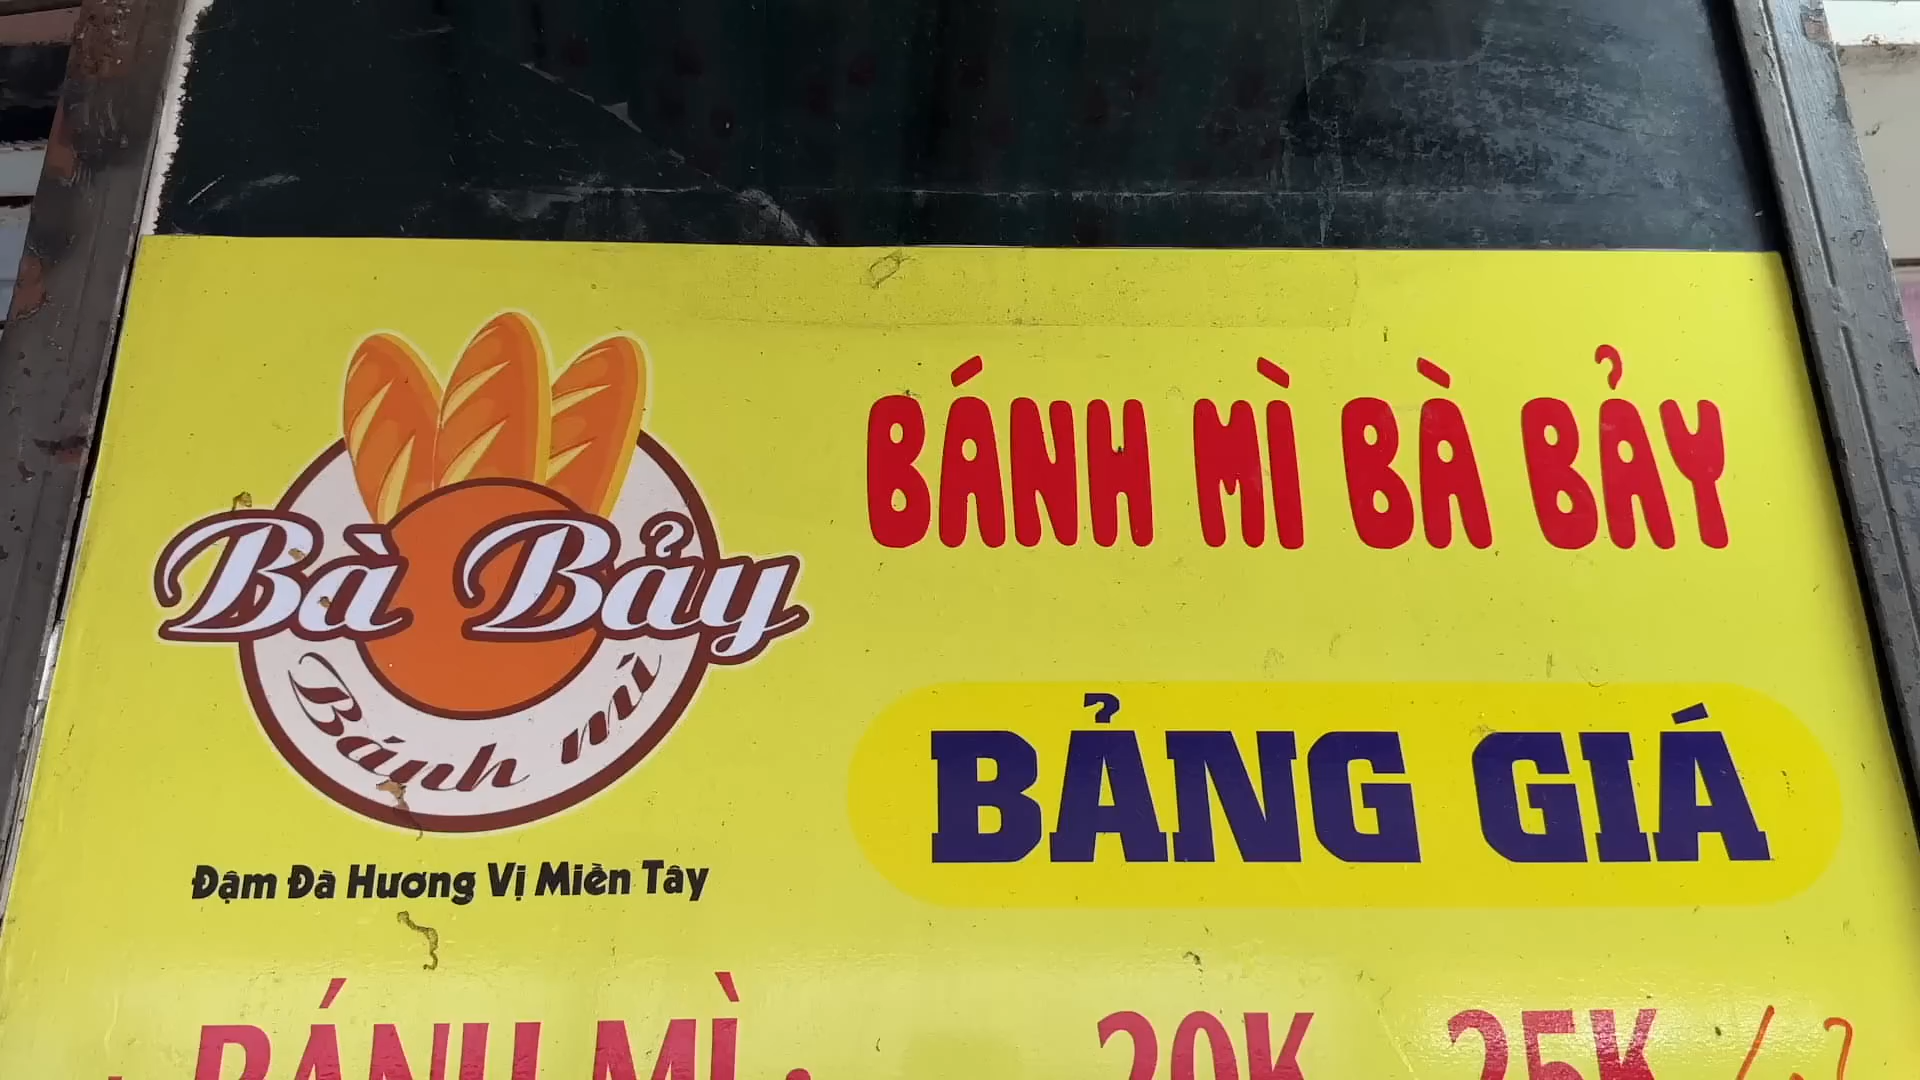 Bà Bảy
Bánh mì
Đậm Đà Hương Vị Miền Tây
BÁNH MÌ BÀ BẢY
BẢNG GIÁ
BÁNH MÌ : 20K 25K